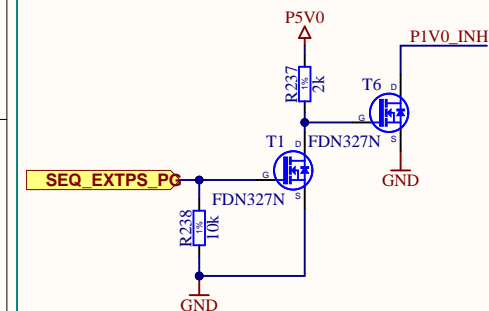 P5V0
P1V0_INH
R237
1%
2k
T6
D
G
S
FDN327N
GND
T1
D
G
S
FDN327N
SEQ_EXTPS_PG
R238
1%
10k
GND